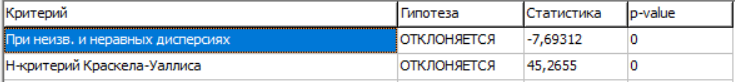 Критерий Гипотеза Статистика p-value
При неизв. и неравных дисперсиях ОТКЛОНЯЕТСЯ -7,69312 0
Н-критерий Краскела-Уаллиса ОТКЛОНЯЕТСЯ 45,2655 0